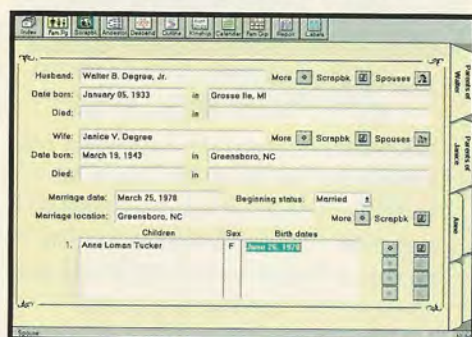 Index Fam.Pg Scrapbk Ancestor Descend Outline Kinship Calendar Fam Grp Report Labels
Husband: Walter B. Degree, Jr. More Scrapbk Spouses
Date born: January 05, 1933 in Grosse Ile, MI
Died: in
Wife: Janice V. Degree More Scrapbk Spouses
Date born: March 19, 1943 in Greensboro, NC
Died: in
Marriage date: March 25, 1978 Beginning status: Married
Marriage location: Greensboro, NC More Scrapbk
Children Sex Birth dates
1. Anne Loman Tucker F June 26, 1978
Parents of Walter
Parents of Janice
Anne
Spouse